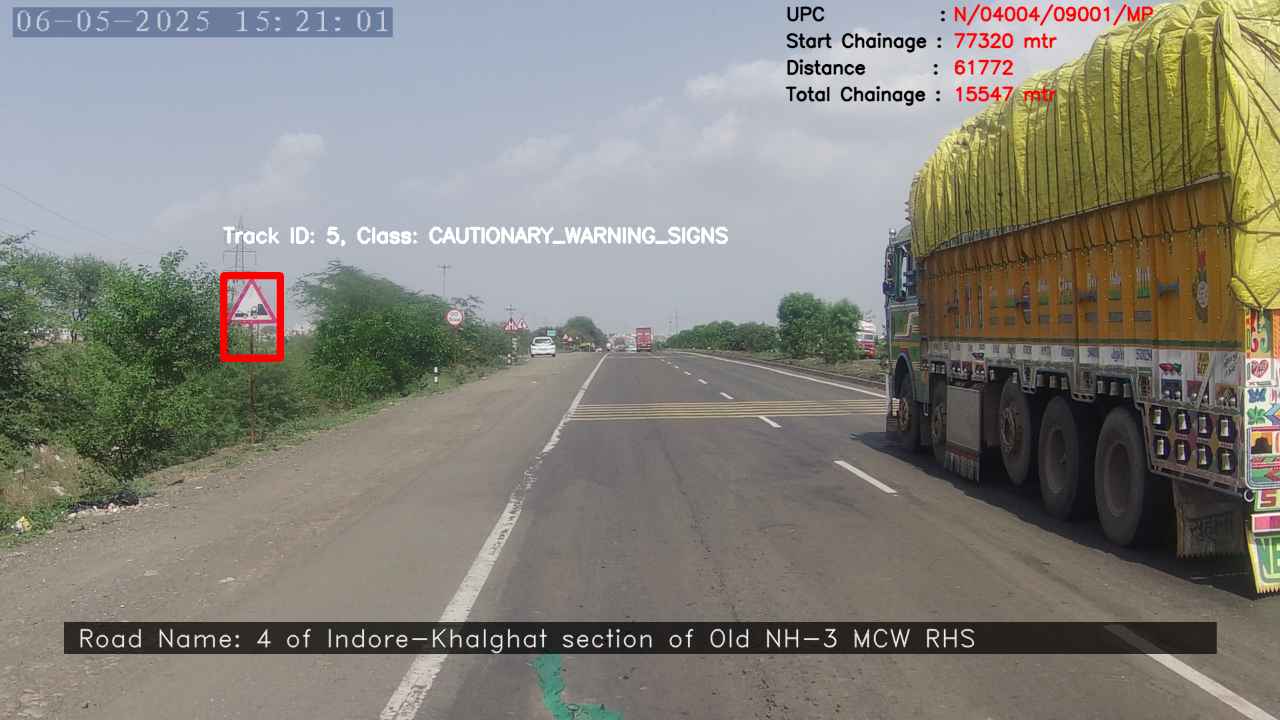 06-05-2025 15:21:01
UPC : N/04004/09001/MP
Start Chainage : 77320 mtr
Distance : 61772
Total Chainage : 15547 mtr
Track ID: 5, Class: CAUTIONARY_WARNING_SIGNS
Road Name: 4 of Indore-Khalghat section of Old NH-3 MCW RHS